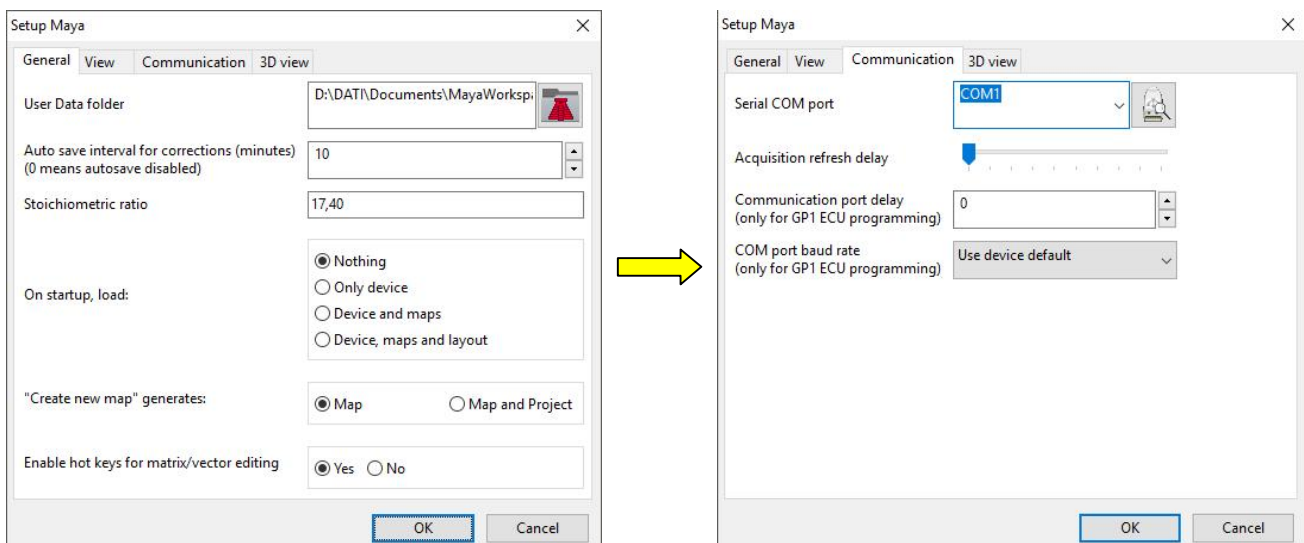 Setup Maya
General View Communication 3D view
User Data folder
D:\DATI\Documents\MayaWorkspa
Auto save interval for corrections (minutes)
(0 means autosave disabled)
10
Stoichiometric ratio
17,40
On startup, load:
Nothing
Only device
Device and maps
Device, maps and layout
"Create new map" generates:
Map Map and Project
Enable hot keys for matrix/vector editing
Yes No
OK Cancel
Setup Maya
General View Communication 3D view
Serial COM port
COM1
Acquisition refresh delay
Communication port delay
(only for GP1 ECU programming)
0
COM port baud rate
(only for GP1 ECU programming)
Use device default
OK Cancel